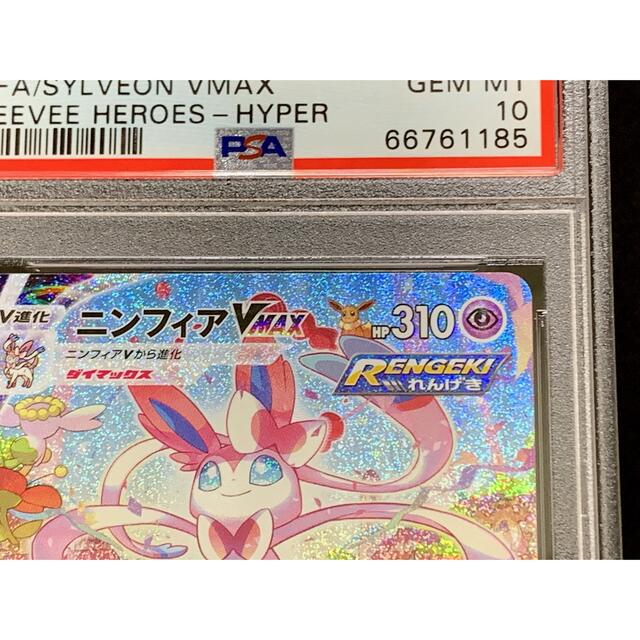 FA/SYLVEON VMAX GEM MT
EEVEE HEROES-HYPER 10
PSA 66761185
V進化 ニンフィアVMAX HP310
ニンフィアVから進化
ダイマックス
RENGEKI
れんげき